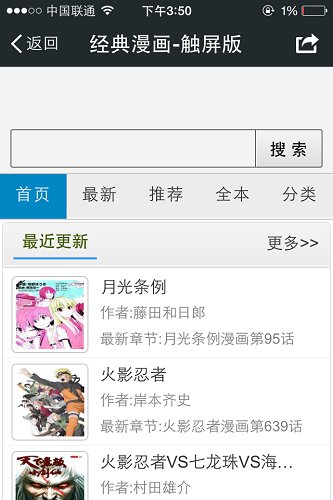 中国联通 下午3:50 1%
返回 经典漫画-触屏版
搜 索
首页 最新 推荐 全本 分类
最近更新 更多>>
月光条例
作者:藤田和日郎
最新章节:月光条例漫画第95话
火影忍者
作者:岸本齐史
最新章节:火影忍者漫画第639话
火影忍者VS七龙珠VS海...
作者:村田雄介